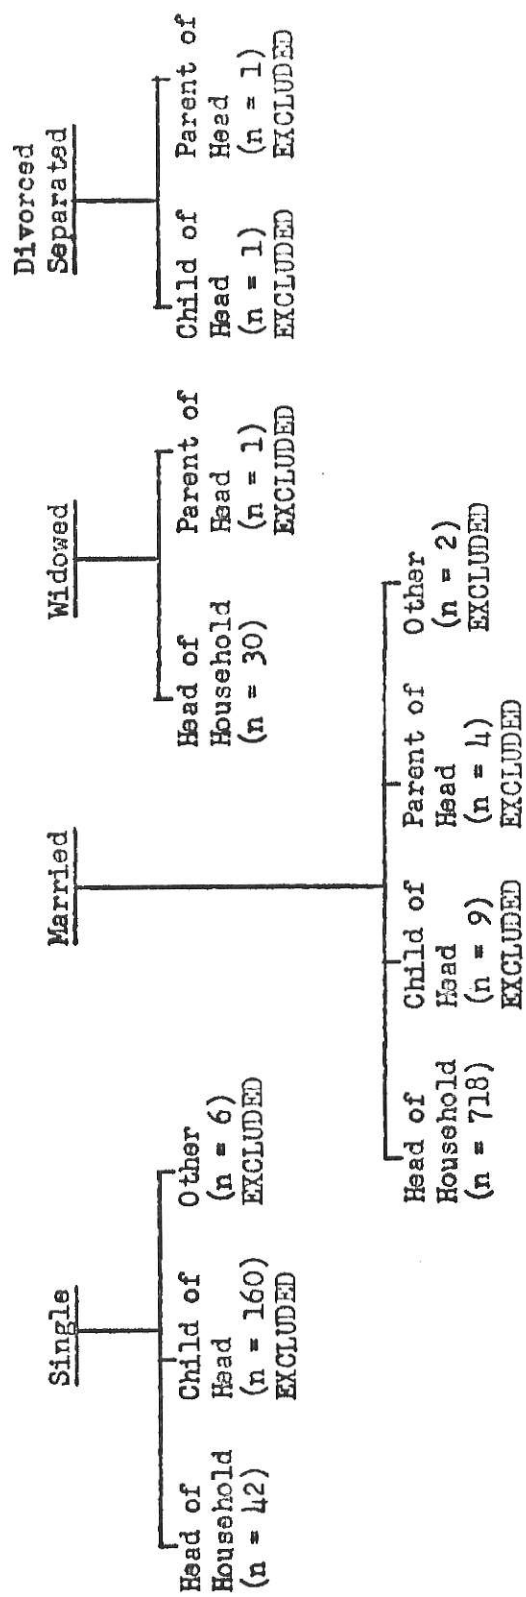 Single
Head of
Household
(n = 42)
Child of
Head
(n = 160)
EXCLUDED
Other
(n = 6)
EXCLUDED
Married
Head of
Household
(n = 718)
Child of
Head
(n = 9)
EXCLUDED
Parent of
Head
(n = 4)
EXCLUDED
Other
(n = 2)
EXCLUDED
Widowed
Head of
Household
(n = 30)
Parent of
Head
(n = 1)
EXCLUDED
Divorced
Separated
Child of
Head
(n = 1)
EXCLUDED
Parent of
Head
(n = 1)
EXCLUDED